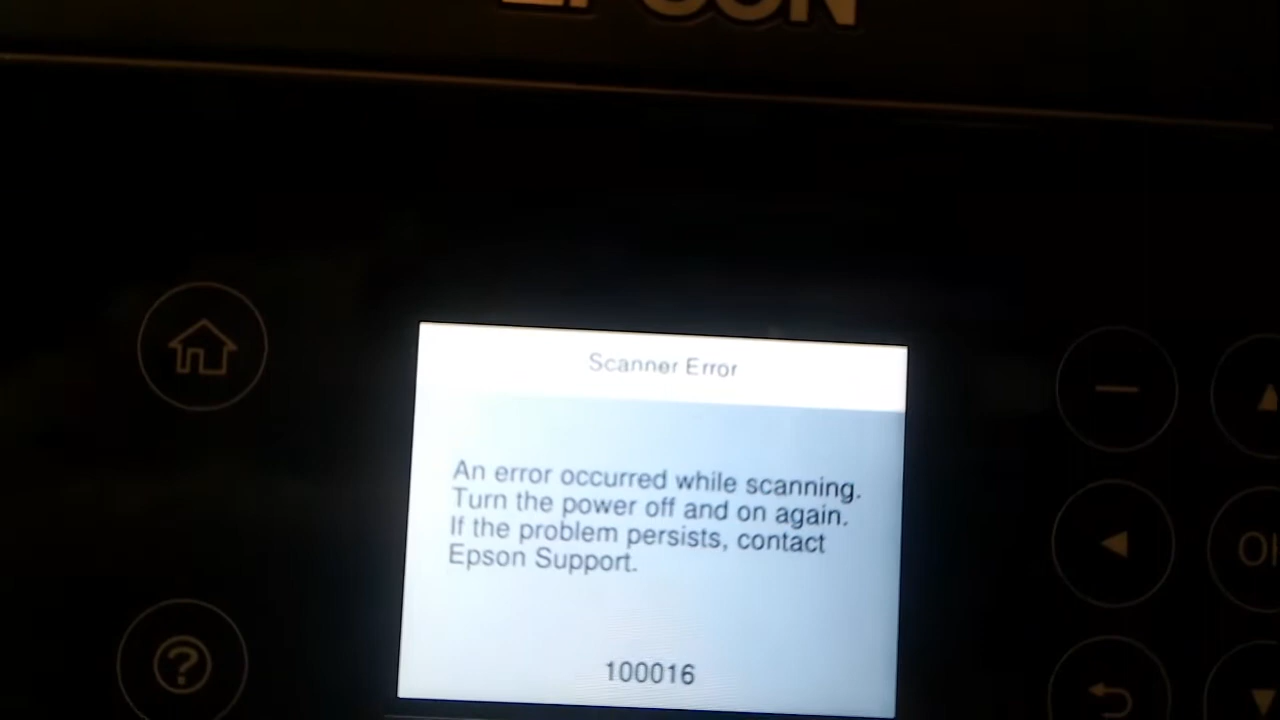 EPSON
Scanner Error
An error occurred while scanning.
Turn the power off and on again.
If the problem persists, contact
Epson Support.
100016